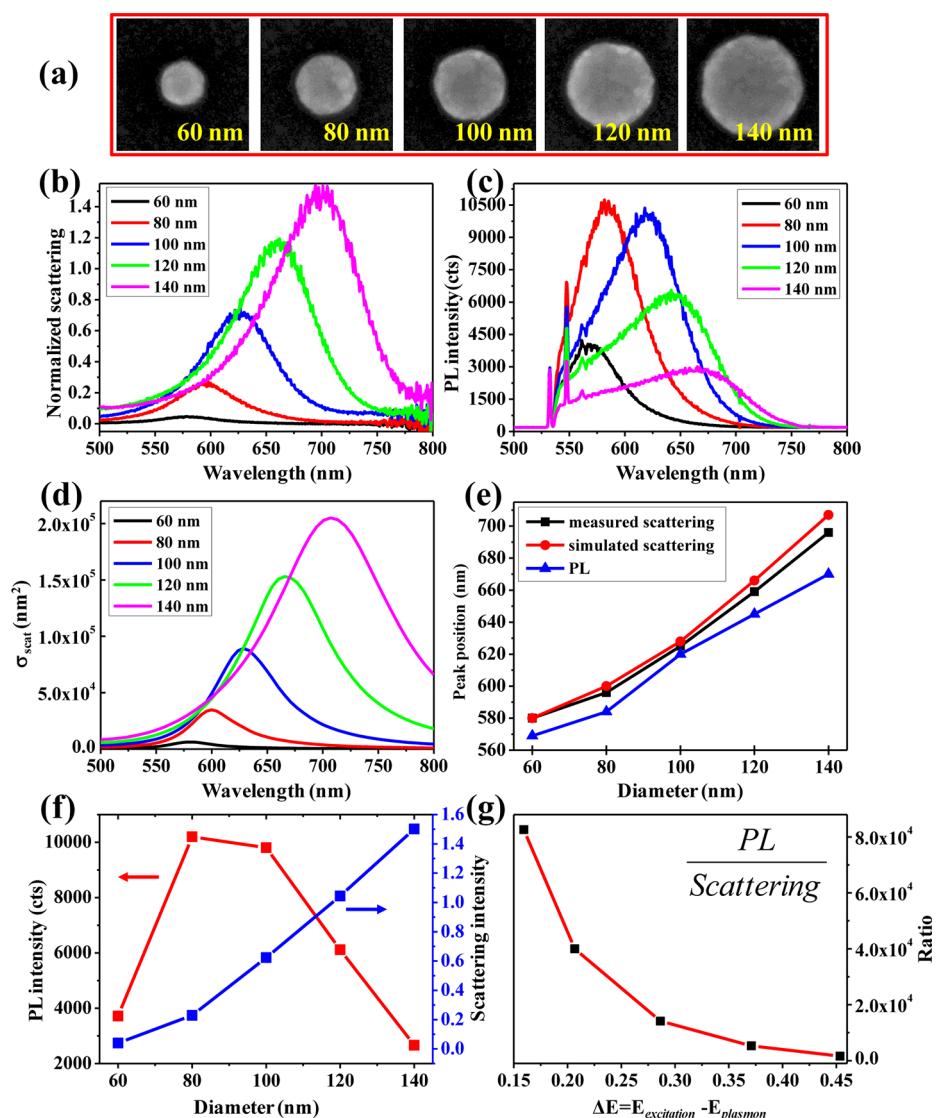 (a)
60 nm
80 nm
100 nm
120 nm
140 nm
(b)
Normalized scattering
1.4
1.2
1.0
0.8
0.6
0.4
0.2
0.0
60 nm
80 nm
100 nm
120 nm
140 nm
500 550 600 650 700 750 800
Wavelength (nm)
(c)
PL intensity(cts)
10500
9000
7500
6000
4500
3000
1500
0
60 nm
80 nm
100 nm
120 nm
140 nm
500 550 600 650 700 750 800
Wavelength (nm)
(d)
σscat (nm²)
2.0x10⁵
1.5x10⁵
1.0x10⁵
5.0x10⁴
0.0
60 nm
80 nm
100 nm
120 nm
140 nm
500 550 600 650 700 750 800
Wavelength (nm)
(e)
Peak position (nm)
700
680
660
640
620
600
580
560
measured scattering
simulated scattering
PL
60 80 100 120 140
Diameter (nm)
(f)
PL intensity (cts)
10000
8000
6000
4000
2000
60 80 100 120 140
Diameter (nm)
1.6
1.4
1.2
1.0
0.8
0.6
0.4
0.2
0.0
Scattering intensity
(g)
PL
Scattering
8.0x10⁴
6.0x10⁴
4.0x10⁴
2.0x10⁴
0.0
Ratio
0.15 0.20 0.25 0.30 0.35 0.40 0.45
ΔE=Eexcitation -Eplasmon